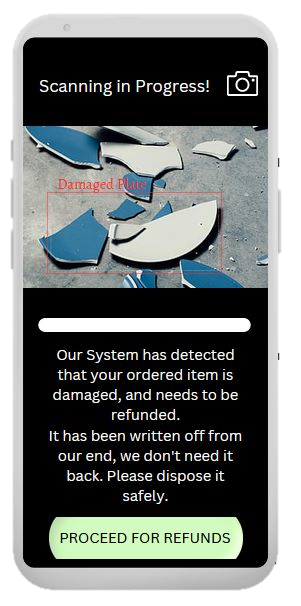 Scanning in Progress!
Damaged Plate
Our System has detected
that your ordered item is
damaged, and needs to be
refunded.
It has been written off from
our end, we don't need it
back. Please dispose it
safely.
PROCEED FOR REFUNDS